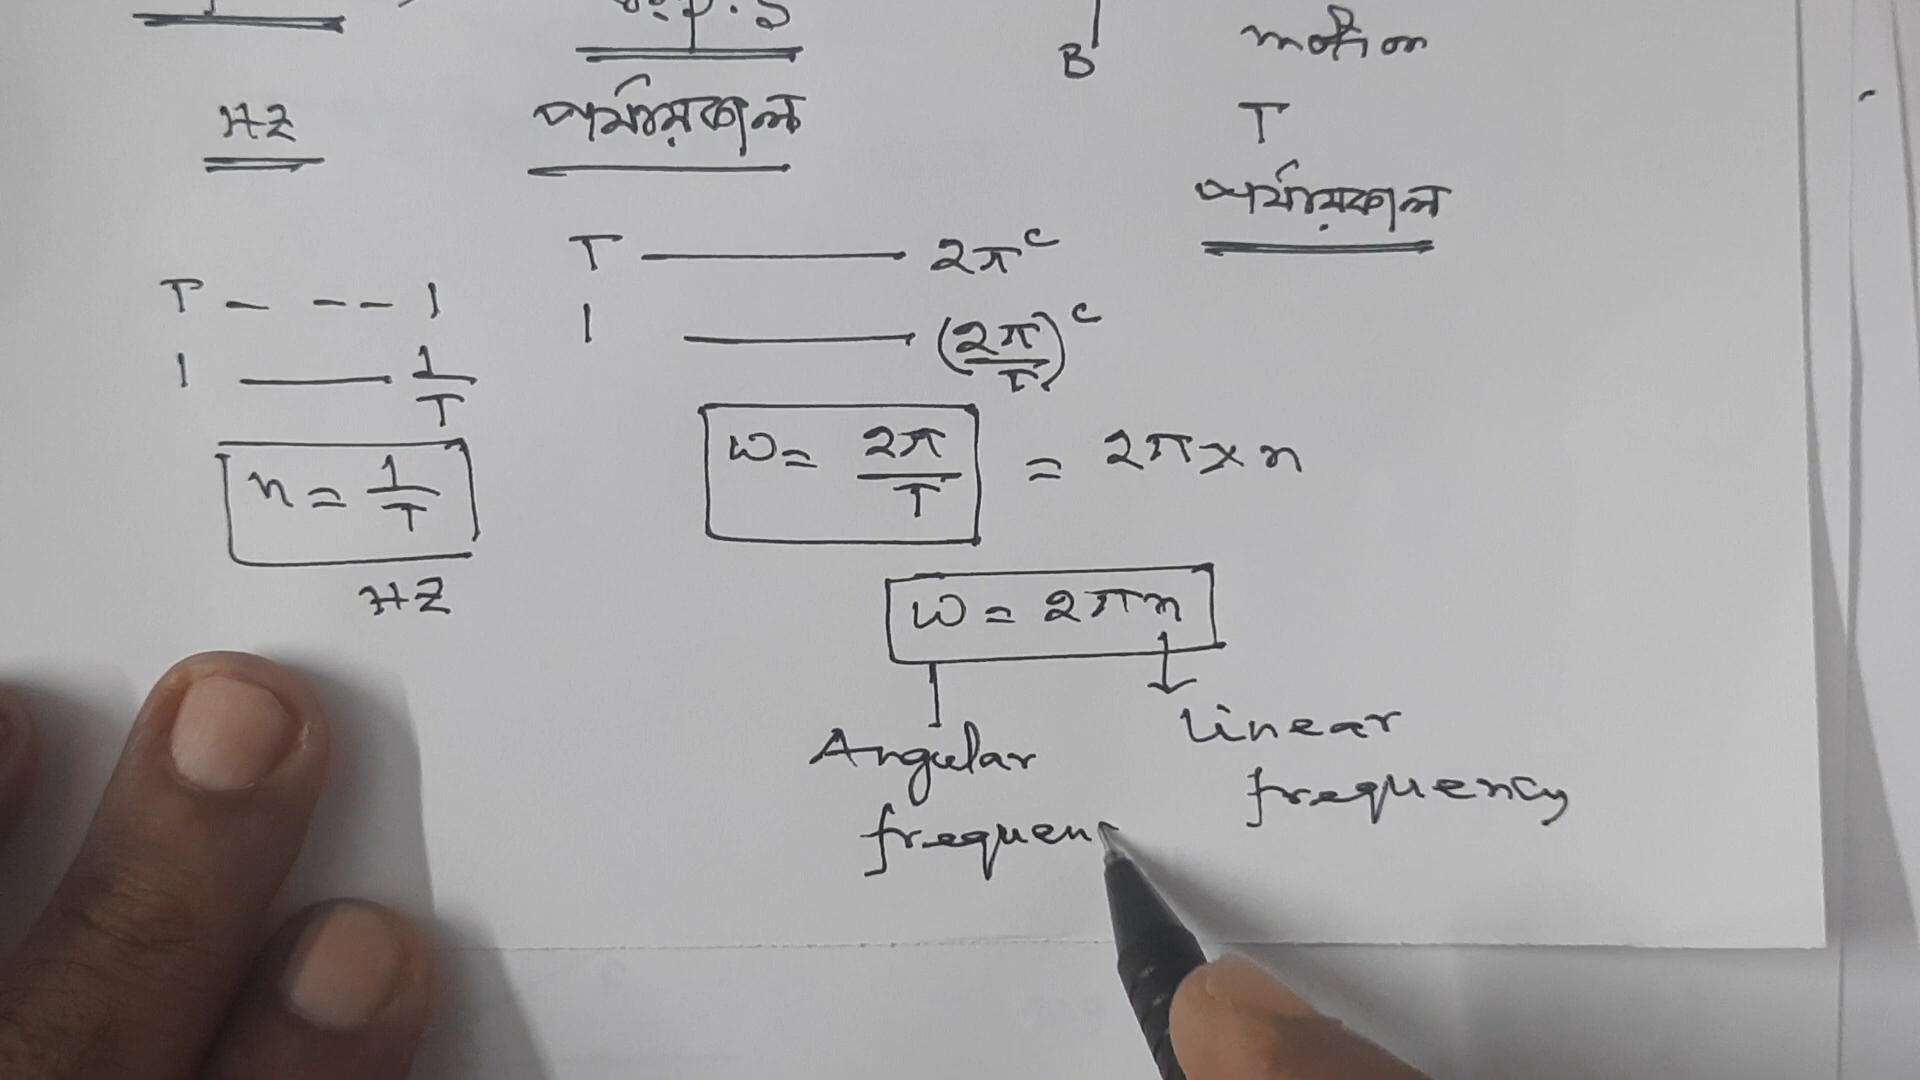 B
motion
HZ
পর্যায়কাল
T
পর্যায়কাল
T - -- 1
1 — 1/T
n = 1/T
HZ
T — 2π^c
1 — (2π/T)^c
ω = 2π/T = 2π × n
ω = 2πn
Linear
frequency
Angular
frequen